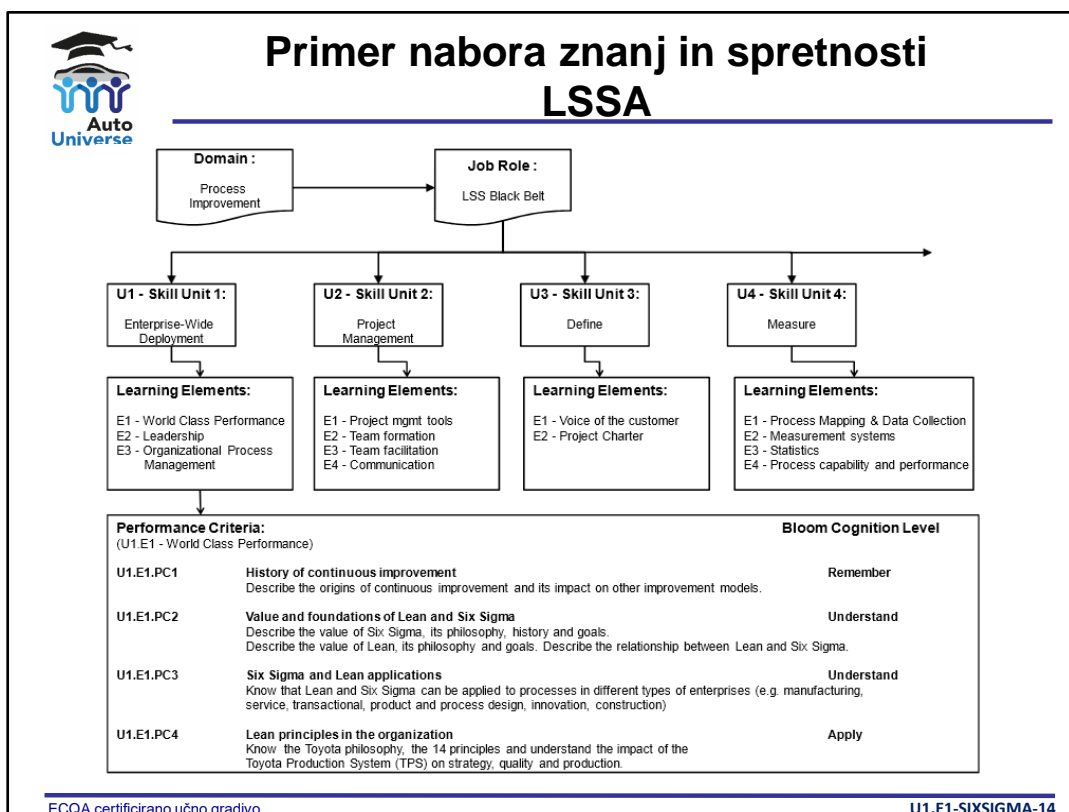 Primer nabora znanj in spretnosti
LSSA
Auto
Universe
Domain :
Process
Improvement
Job Role :
LSS Black Belt
U1 - Skill Unit 1:
Enterprise-Wide
Deployment
U2 - Skill Unit 2:
Project
Management
U3 - Skill Unit 3:
Define
U4 - Skill Unit 4:
Measure
Learning Elements:
E1 - World Class Performance
E2 - Leadership
E3 - Organizational Process
Management
Learning Elements:
E1 - Project mgmt tools
E2 - Team formation
E3 - Team facilitation
E4 - Communication
Learning Elements:
E1 - Voice of the customer
E2 - Project Charter
Learning Elements:
E1 - Process Mapping & Data Collection
E2 - Measurement systems
E3 - Statistics
E4 - Process capability and performance
Performance Criteria: Bloom Cognition Level
(U1.E1 - World Class Performance)
U1.E1.PC1 History of continuous improvement Remember
Describe the origins of continuous improvement and its impact on other improvement models.
U1.E1.PC2 Value and foundations of Lean and Six Sigma Understand
Describe the value of Six Sigma, its philosophy, history and goals.
Describe the value of Lean, its philosophy and goals. Describe the relationship between Lean and Six Sigma.
U1.E1.PC3 Six Sigma and Lean applications Understand
Know that Lean and Six Sigma can be applied to processes in different types of enterprises (e.g. manufacturing,
service, transactional, product and process design, innovation, construction)
U1.E1.PC4 Lean principles in the organization Apply
Know the Toyota philosophy, the 14 principles and understand the impact of the
Toyota Production System (TPS) on strategy, quality and production.
ECQA certificirano učno gradivo U1.E1-SIXSIGMA-14